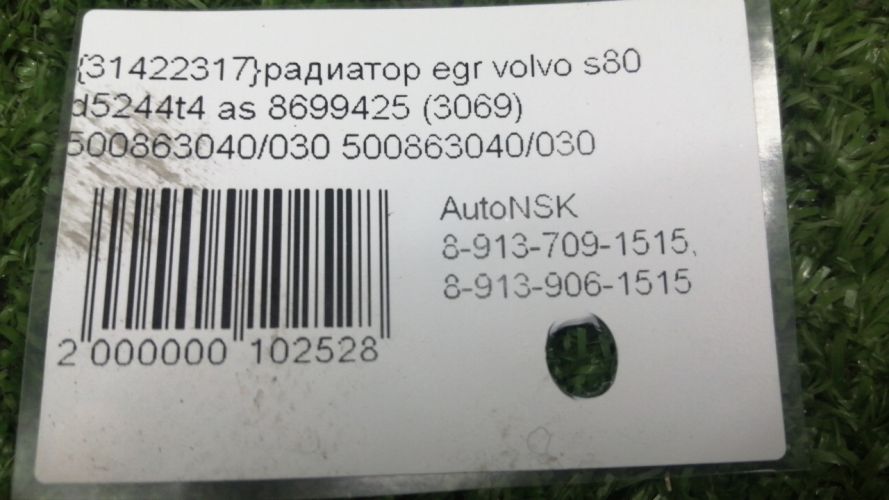 {31422317}радиатор egr volvo s80
d5244t4 as 8699425 (3069)
500863040/030 500863040/030
AutoNSK
8-913-709-1515,
8-913-906-1515
2 000000 102528